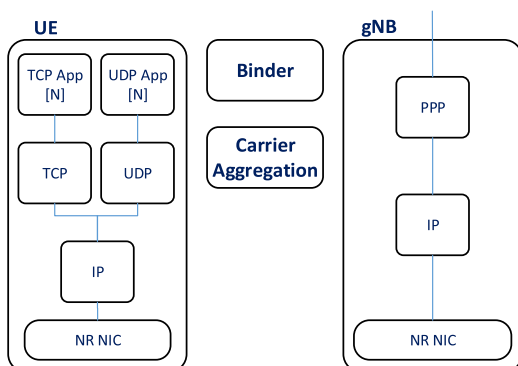 UE
TCP App
[N]
UDP App
[N]
TCP
UDP
IP
NR NIC
Binder
Carrier
Aggregation
gNB
PPP
IP
NR NIC